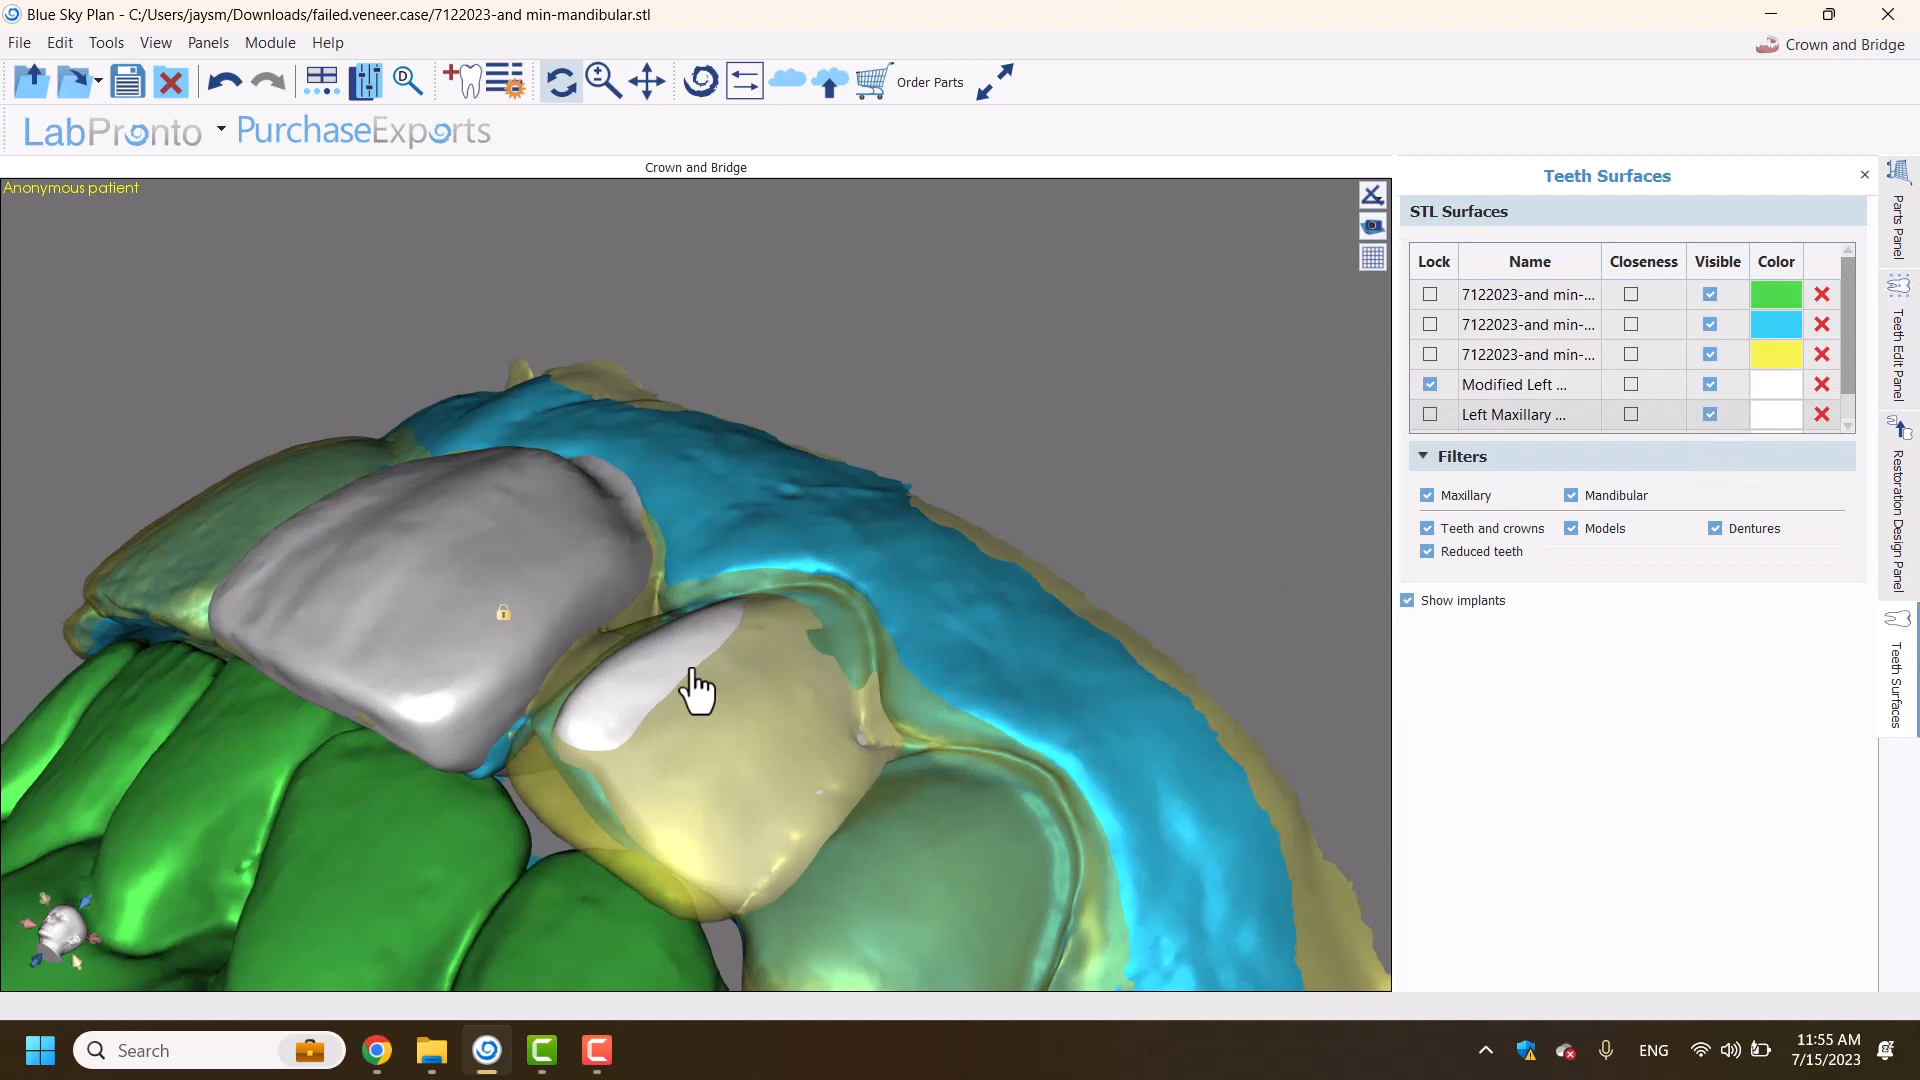 Blue Sky Plan - C:/Users/jaysm/Downloads/failed.veneer.case/7122023-and min-mandibular.stl
File Edit Tools View Panels Module Help
Crown and Bridge
D
Order Parts
LabPronto
PurchaseExports
Crown and Bridge
Anonymous patient
Teeth Surfaces
STL Surfaces
Lock Name Closeness Visible Color
7122023-and min-...
7122023-and min-...
7122023-and min-...
Modified Left ...
Left Maxillary ...
Filters
Maxillary Mandibular
Teeth and crowns Models Dentures
Reduced teeth
Show implants
Parts Panel
Teeth Edit Panel
Restoration Design Panel
Teeth Surfaces
Search
ENG
11:55 AM
7/15/2023